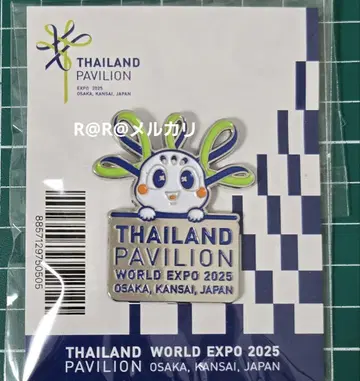 THAILAND
PAVILION
EXPO 2025
OSAKA, KANSAI, JAPAN
R@R@メルカリ
THAILAND
PAVILION
WORLD EXPO 2025
OSAKA, KANSAI, JAPAN
8857129750505
THAILAND WORLD EXPO 2025
PAVILION OSAKA, KANSAI, JAPAN